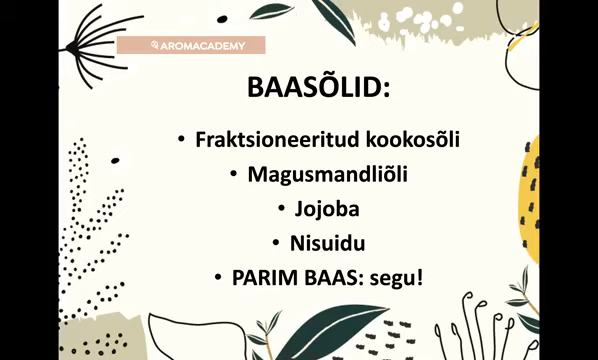 AROMACADEMY
BAASÕLID:
• Fraktsioneeritud kookosõli
• Magusmandliõli
• Jojoba
• Nisuidu
• PARIM BAAS: segu!